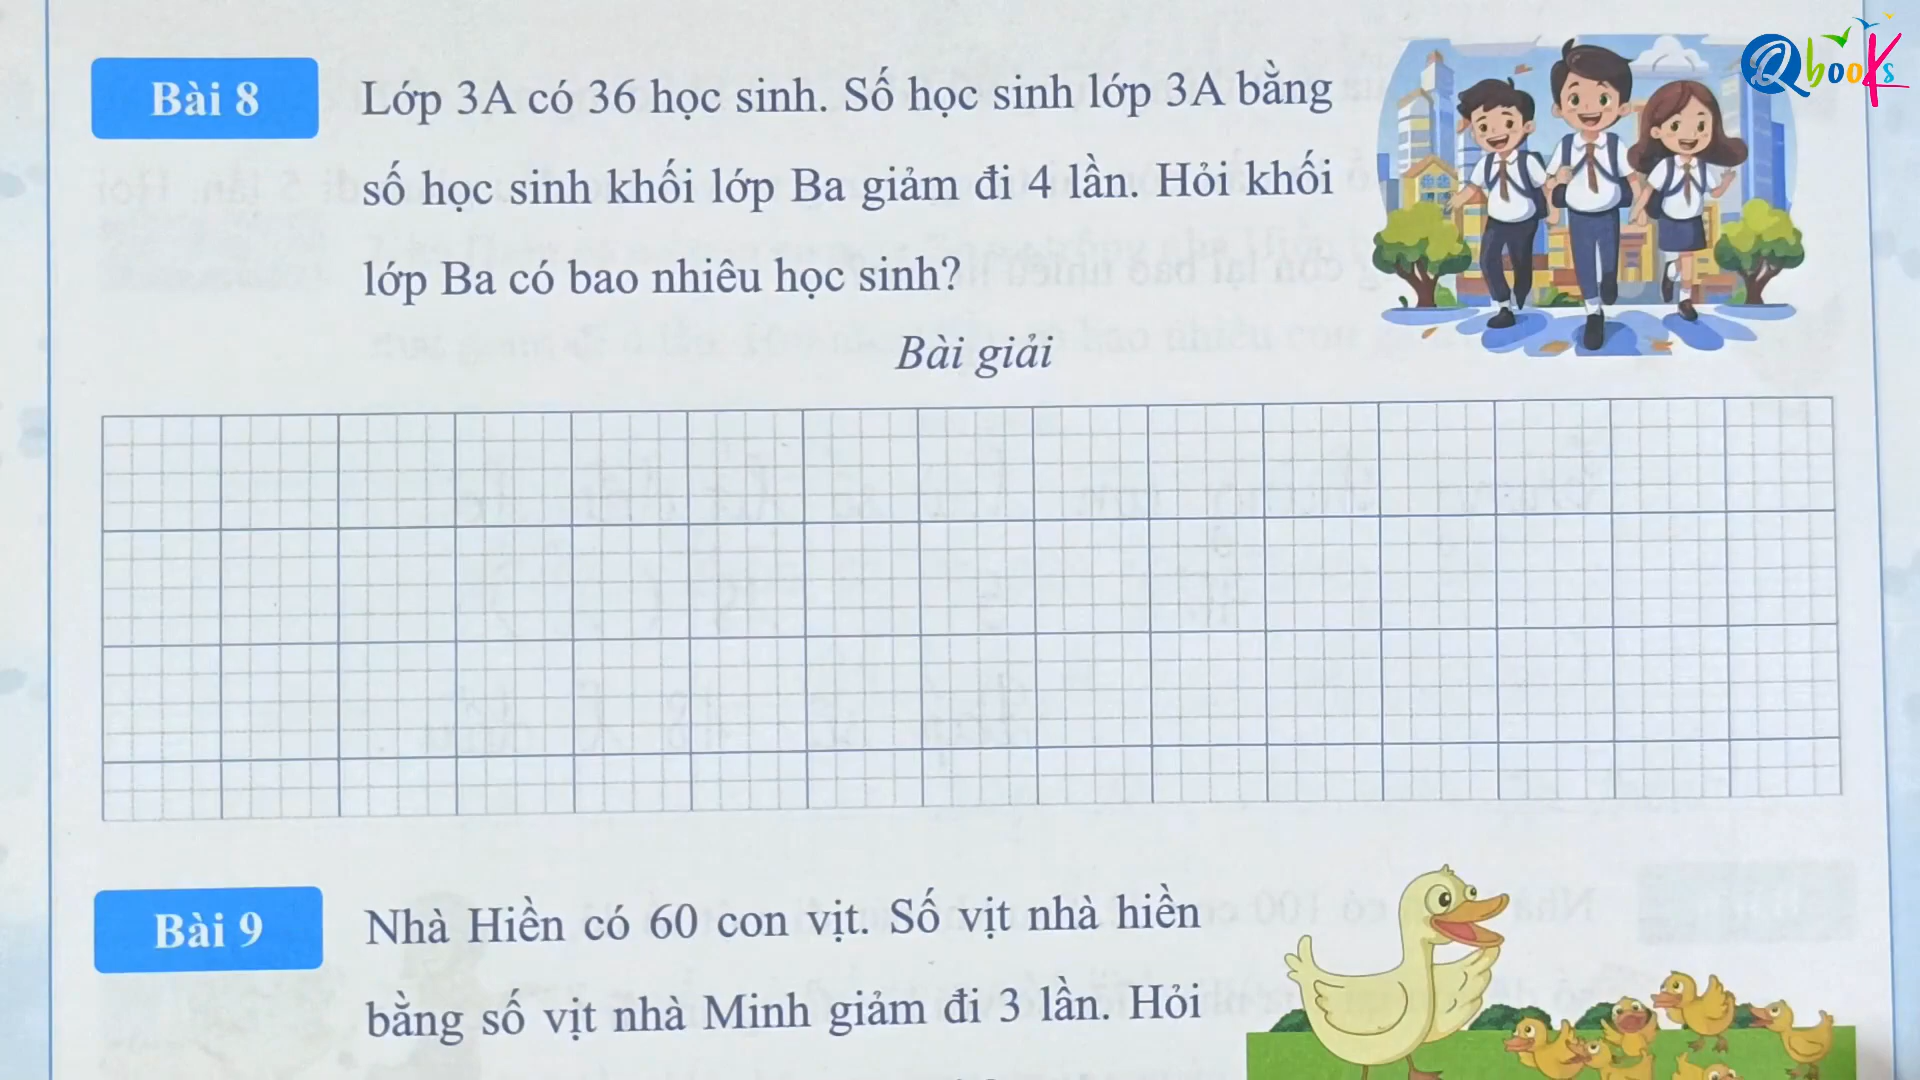 Qbooks
Bài 8
Lớp 3A có 36 học sinh. Số học sinh lớp 3A bằng
số học sinh khối lớp Ba giảm đi 4 lần. Hỏi khối
lớp Ba có bao nhiêu học sinh?
Bài giải
Bài 9
Nhà Hiền có 60 con vịt. Số vịt nhà hiền
bằng số vịt nhà Minh giảm đi 3 lần. Hỏi